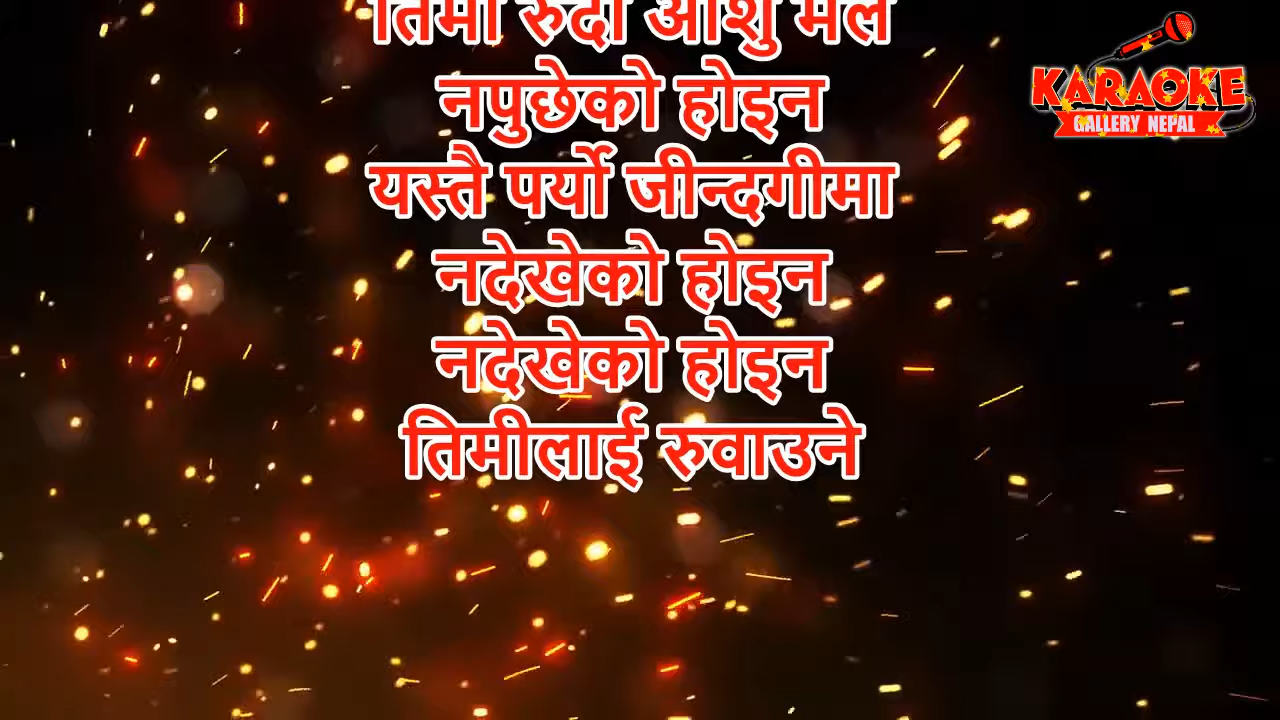 तिमी रुदा आँशु मैले
नपुछेको होइन
यस्तै पर्यो जीन्दगीमा
नदेखेको होइन
नदेखेको होइन
तिमीलाई रुवाउने
KARAOKE
GALLERY NEPAL